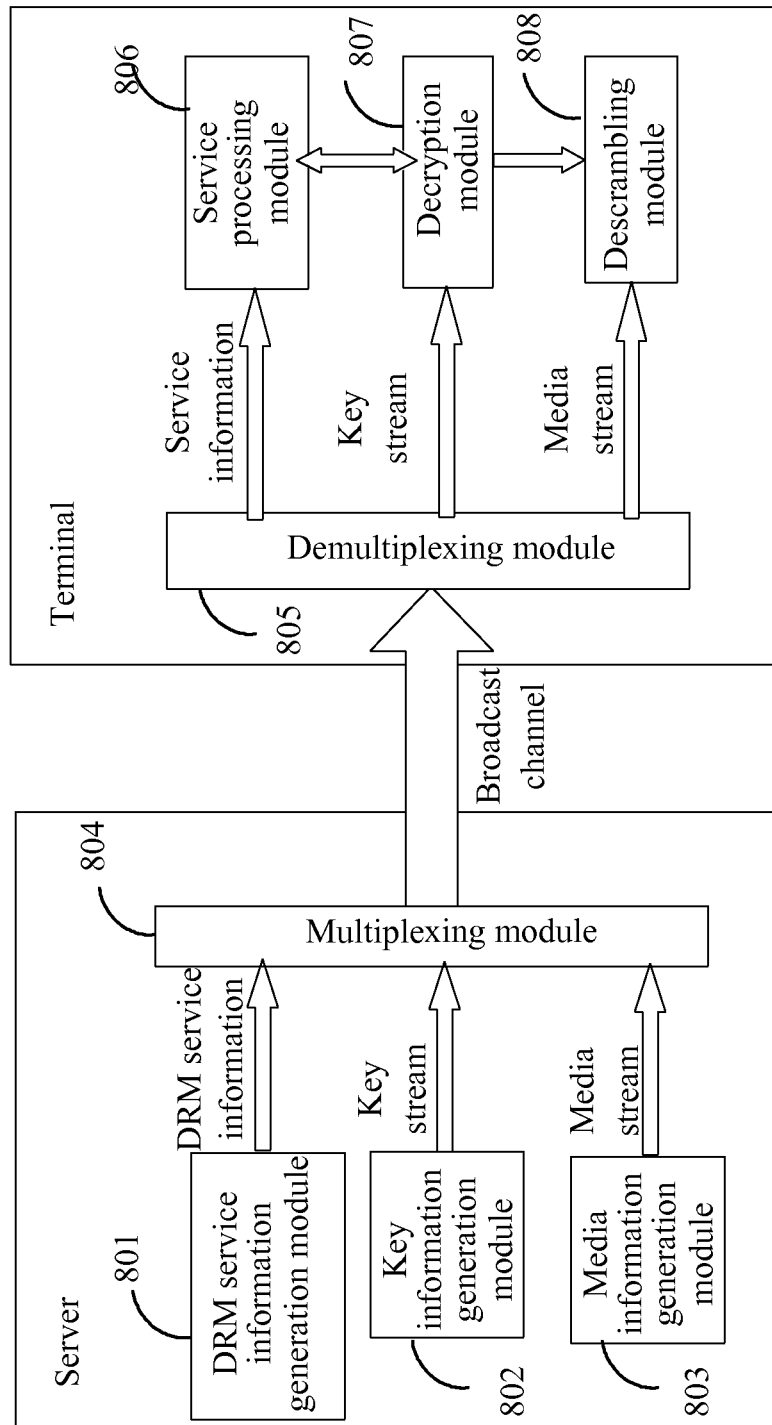 Server
801
DRM service
information
generation module
DRM service
information
802
Key
information
generation
module
Key
stream
803
Media
information
generation
module
Media
stream
804
Multiplexing module
Broadcast
channel
Terminal
805
Demultiplexing module
Service
information
806
Service
processing
module
Key
stream
807
Decryption
module
Media
stream
808
Descrambling
module